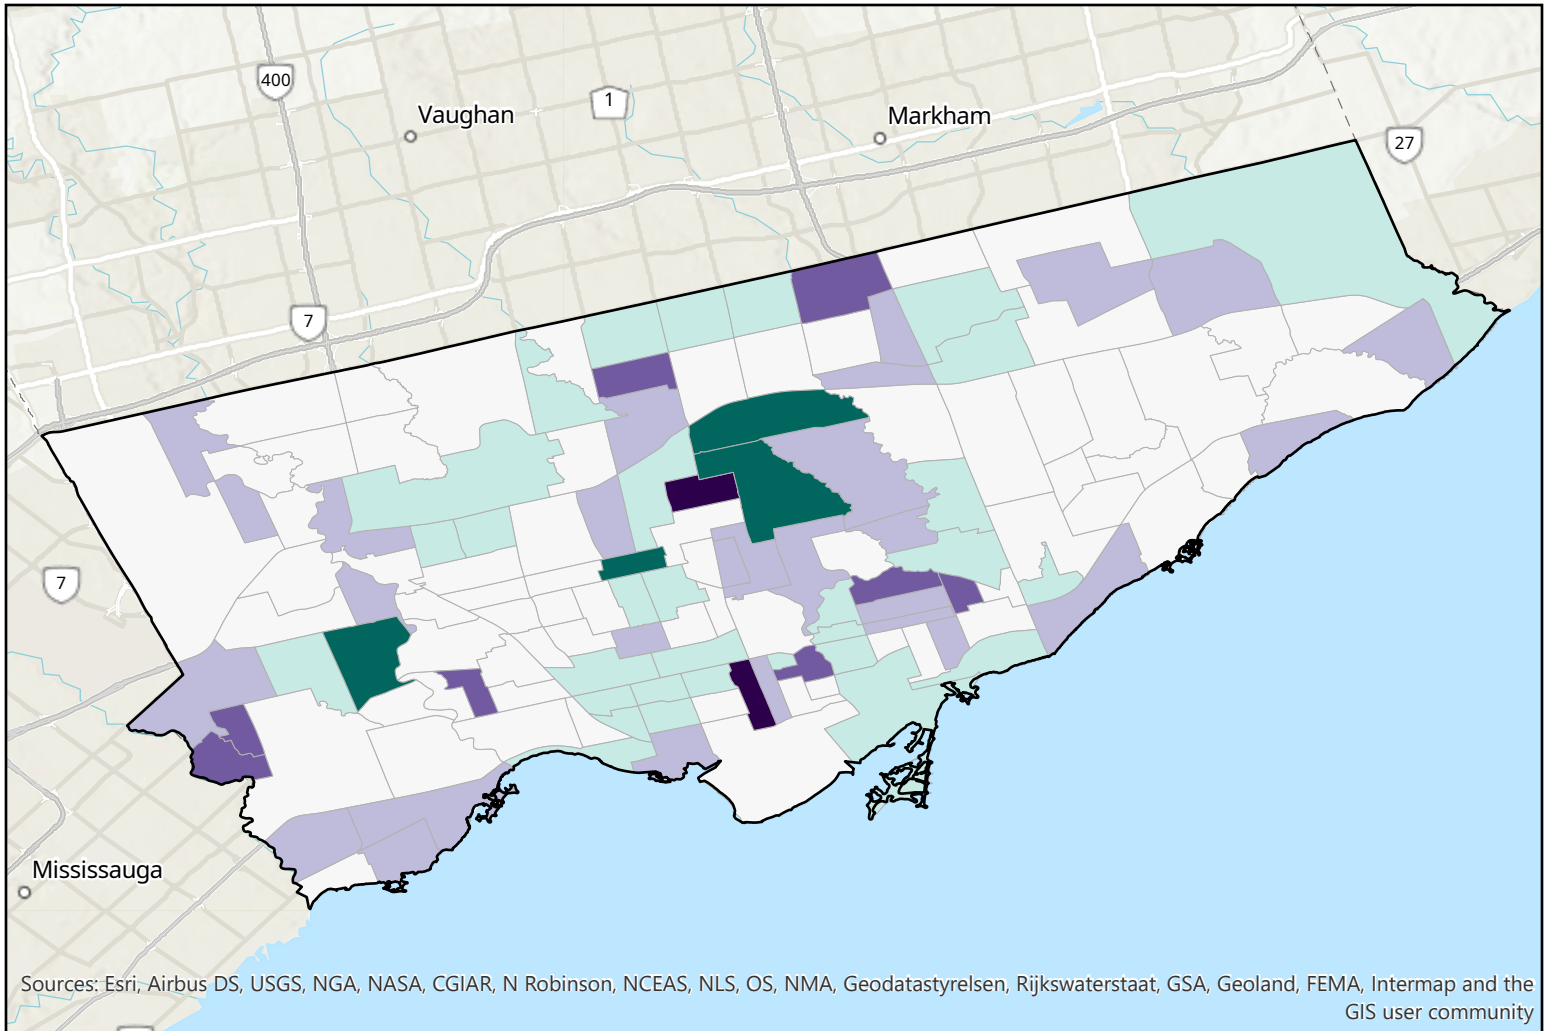 400
Vaughan
1
Markham
27
7
7
Mississauga
Sources: Esri, Airbus DS, USGS, NGA, NASA, CGIAR, N Robinson, NCEAS, NLS, OS, NMA, Geodatastyrelsen, Rijkswaterstaat, GSA, Geoland, FEMA, Intermap and the
GIS user community